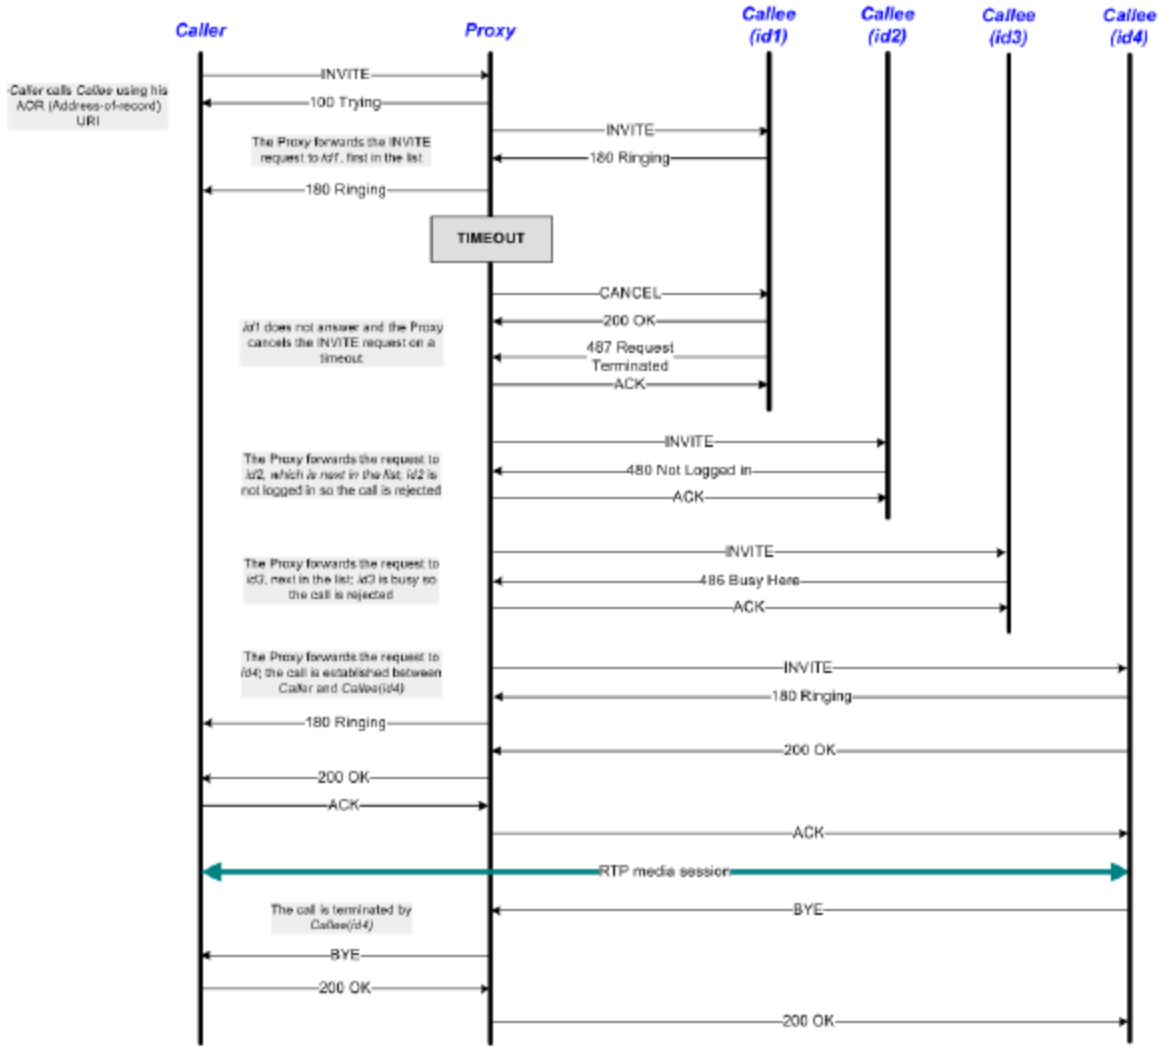 Caller
Proxy
Callee
(id1)
Callee
(id2)
Callee
(id3)
Callee
(id4)
INVITE
Caller calls Callee using his
AOR (Address-of-record)
URI
100 Trying
INVITE
The Proxy forwards the INVITE
request to id1, first in the list
180 Ringing
180 Ringing
TIMEOUT
CANCEL
200 OK
id1 does not answer and the Proxy
cancels the INVITE request on a
timeout
487 Request
Terminated
ACK
INVITE
The Proxy forwards the request to
id2, which is next in the list; id2 is
not logged in so the call is rejected
480 Not Logged in
ACK
INVITE
The Proxy forwards the request to
id3, next in the list; id3 is busy so
the call is rejected
486 Busy Here
ACK
The Proxy forwards the request to
id4; the call is established between
Caller and Callee(id4)
INVITE
180 Ringing
180 Ringing
200 OK
200 OK
ACK
ACK
RTP media session
The call is terminated by
Callee(id4)
BYE
BYE
200 OK
200 OK